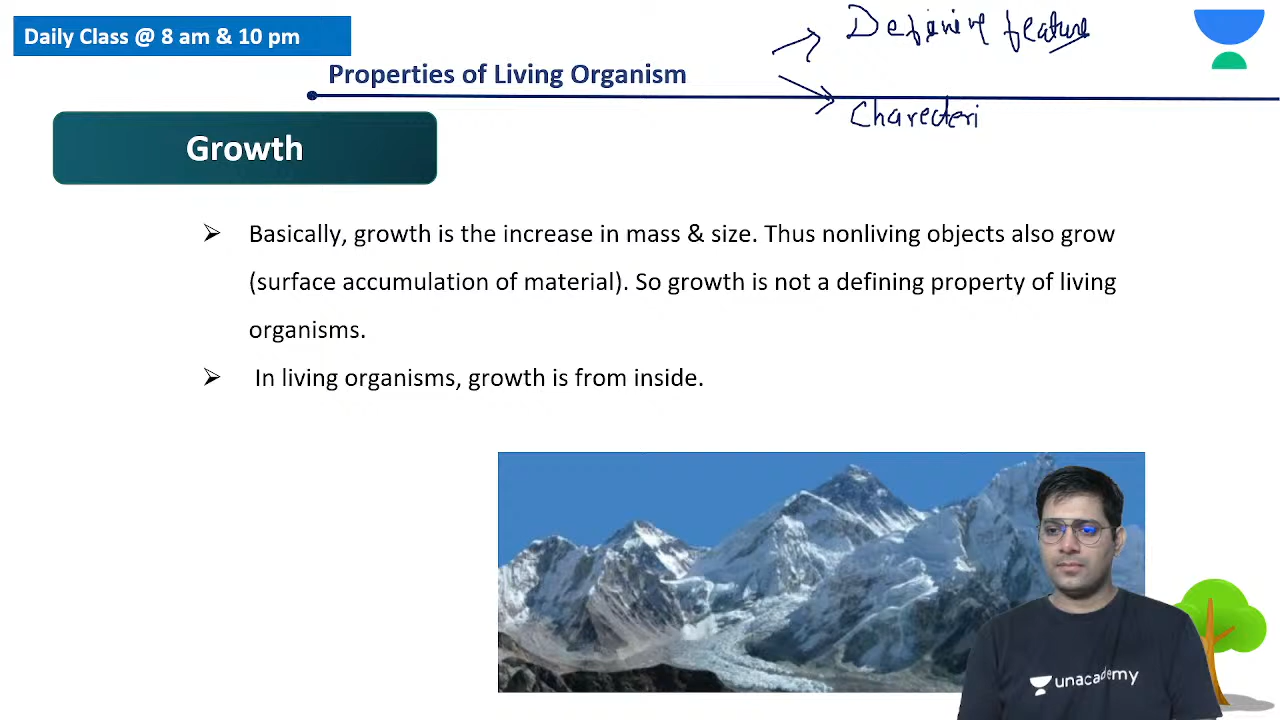 Daily Class @ 8 am & 10 pm
Defining feature
Properties of Living Organism
Charecteri
Growth
➢ Basically, growth is the increase in mass & size. Thus nonliving objects also grow
(surface accumulation of material). So growth is not a defining property of living
organisms.
➢ In living organisms, growth is from inside.
unacademy